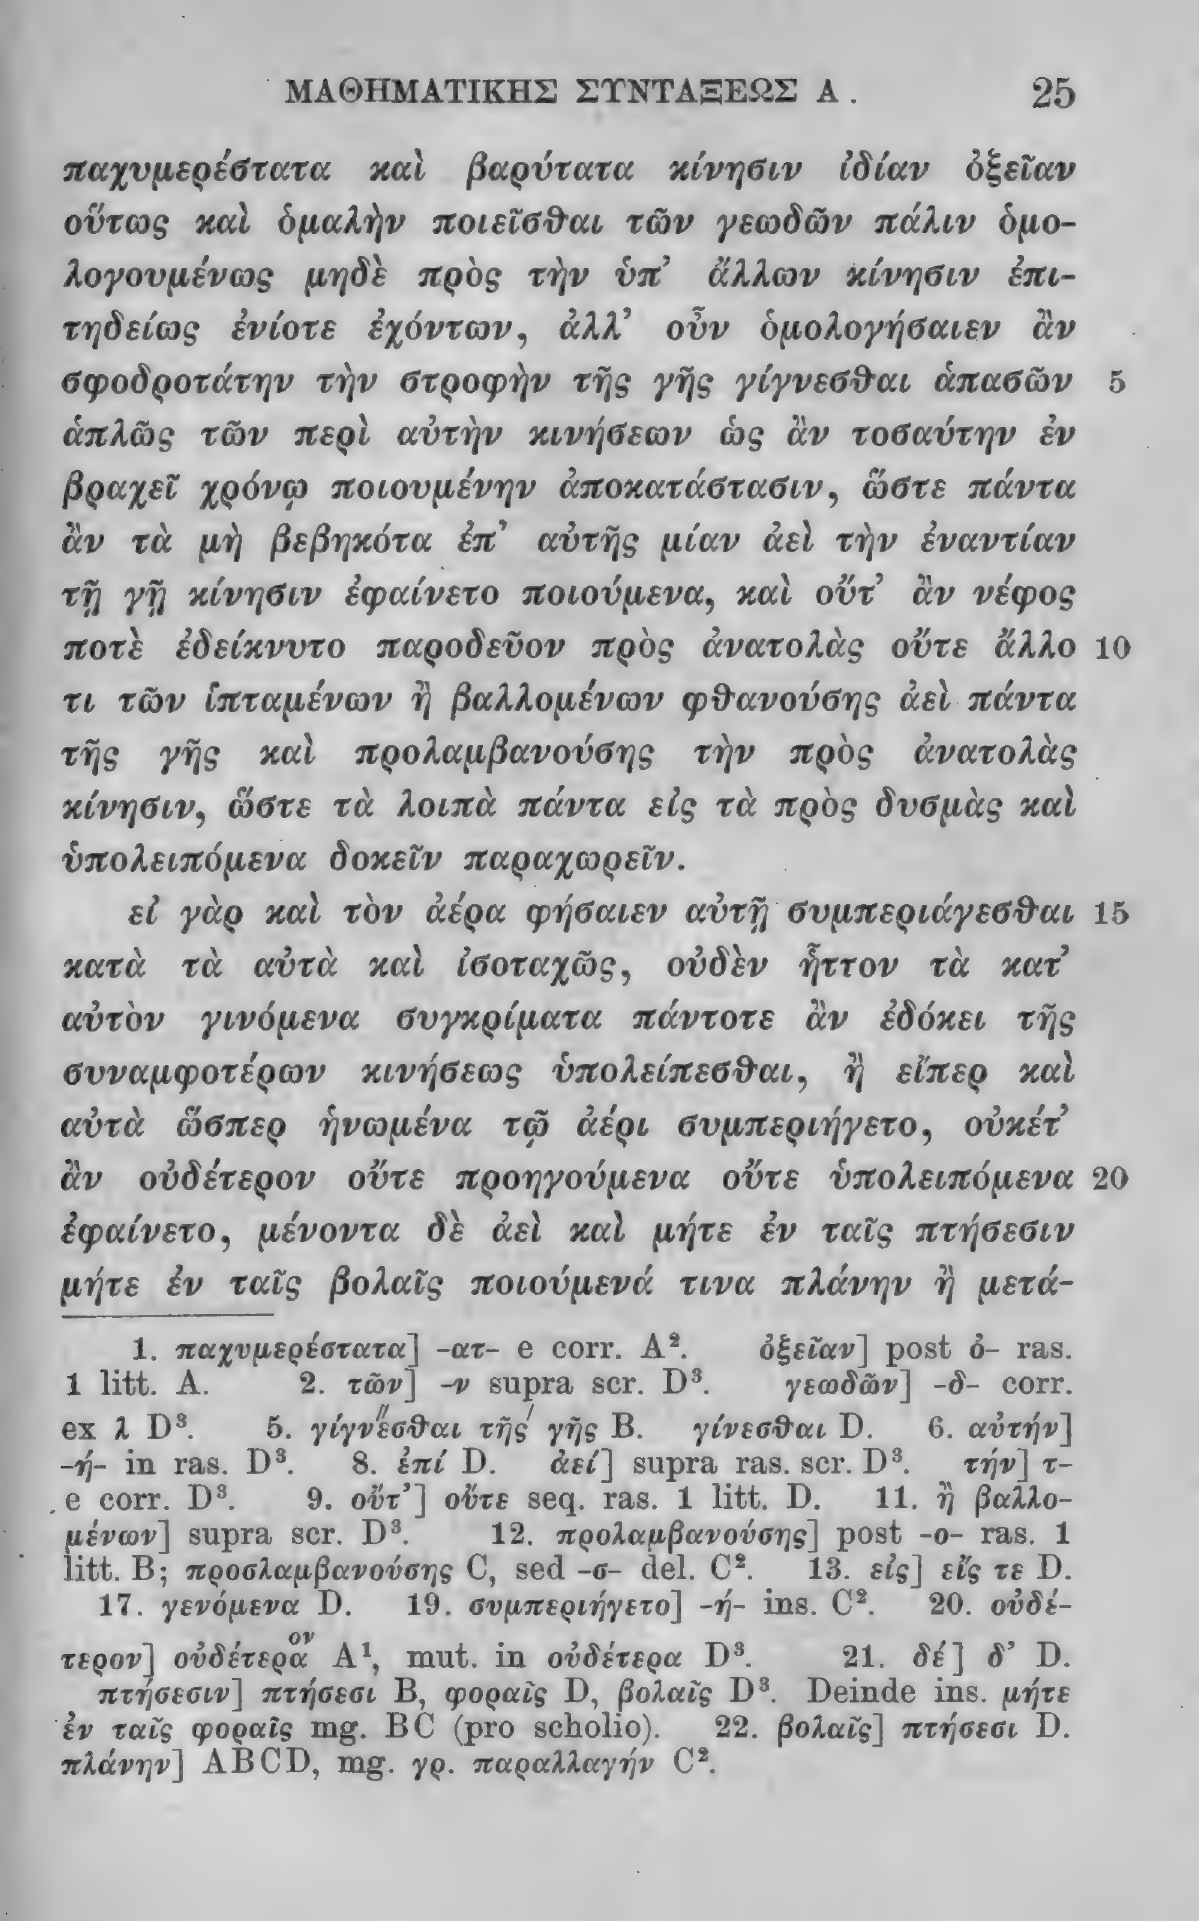 ΜΑΘΗΜΑΤΙΚΗΣ ΣΥΝΤΑΞΕΩΣ Α. 25
παχυμερέστατα καὶ βαρύτατα κίνησιν ἰδίαν ὀξεῖαν
οὕτως καὶ ὁμαλὴν ποιεῖσθαι τῶν γεωδῶν πάλιν ὁμο-
λογουμένως μηδὲ πρὸς τὴν ὑπ’ ἄλλων κίνησιν ἐπι-
τηδείως ἐνίοτε ἐχόντων, ἀλλ’ οὖν ὁμολογήσαιεν ἂν
σφοδροτάτην τὴν στροφὴν τῆς γῆς γίγνεσθαι ἁπασῶν 5
ἁπλῶς τῶν περὶ αὐτὴν κινήσεων ὡς ἂν τοσαύτην ἐν
βραχεῖ χρόνῳ ποιουμένην ἀποκατάστασιν, ὥστε πάντα
ἂν τὰ μὴ βεβηκότα ἐπ’ αὐτῆς μίαν ἀεὶ τὴν ἐναντίαν
τῇ γῇ κίνησιν ἐφαίνετο ποιούμενα, καὶ οὔτ’ ἂν νέφος
ποτὲ ἐδείκνυτο παροδεῦον πρὸς ἀνατολὰς οὔτε ἄλλο 10
τι τῶν ἱπταμένων ἢ βαλλομένων φθανούσης ἀεὶ πάντα
τῆς γῆς καὶ προλαμβανούσης τὴν πρὸς ἀνατολὰς
κίνησιν, ὥστε τὰ λοιπὰ πάντα εἰς τὰ πρὸς δυσμὰς καὶ
ὑπολειπόμενα δοκεῖν παραχωρεῖν.
εἰ γὰρ καὶ τὸν ἀέρα φήσαιεν αὐτῇ συμπεριάγεσθαι 15
κατὰ τὰ αὐτὰ καὶ ἰσοταχῶς, οὐδὲν ἧττον τὰ κατ’
αὐτὸν γινόμενα συγκρίματα πάντοτε ἂν ἐδόκει τῆς
συναμφοτέρων κινήσεως ὑπολείπεσθαι, ἢ εἴπερ καὶ
αὐτὰ ὥσπερ ἡνωμένα τῷ ἀέρι συμπεριήγετο, οὐκέτ’
ἂν οὐδέτερον οὔτε προηγούμενα οὔτε ὑπολειπόμενα 20
ἐφαίνετο, μένοντα δὲ ἀεὶ καὶ μήτε ἐν ταῖς πτήσεσιν
μήτε ἐν ταῖς βολαῖς ποιούμενά τινα πλάνην ἢ μετά-
1. παχυμερέστατα] -ατ- e corr. A². ὀξεῖαν] post ὀ- ras.
1 litt. A. 2. τῶν] -ν supra scr. D³. γεωδῶν] -δ- corr.
ex λ D³. 5. γίγν″εσθαι τῆς′ γῆς B. γίνεσθαι D. 6. αὐτήν]
-ή- in ras. D³. 8. ἐπί D. ἀεί] supra ras. scr. D³. τήν] τ-
e corr. D³. 9. οὔτ’] οὔτε seq. ras. 1 litt. D. 11. ἢ βαλλο-
μένων] supra scr. D³. 12. προλαμβανούσης] post -ο- ras. 1
litt. B; προσλαμβανούσης C, sed -σ- del. C². 13. εἰς] εἴς τε D.
17. γενόμενα D. 19. συμπεριήγετο] -ή- ins. C². 20. οὐδέ-
τερον] οὐδέτερα ον A¹, mut. in οὐδέτερα D³. 21. δέ] δ’ D.
πτήσεσιν] πτήσεσι B, φοραῖς D, βολαῖς D³. Deinde ins. μήτε
ἐν ταῖς φοραῖς mg. BC (pro scholio). 22. βολαῖς] πτήσεσι D.
πλάνην] ABCD, mg. γρ. παραλλαγήν C².